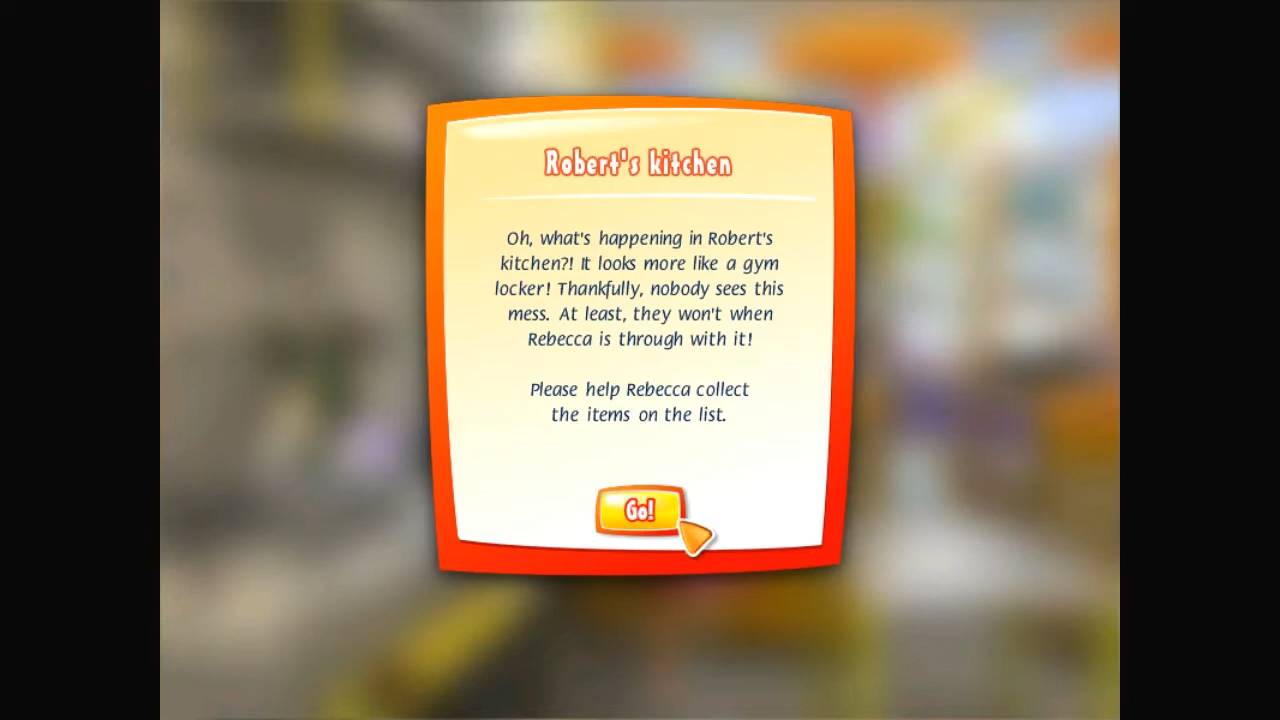 Robert's kitchen
Oh, what's happening in Robert's
kitchen?! It looks more like a gym
locker! Thankfully, nobody sees this
mess. At least, they won't when
Rebecca is through with it!
Please help Rebecca collect
the items on the list.
Go!